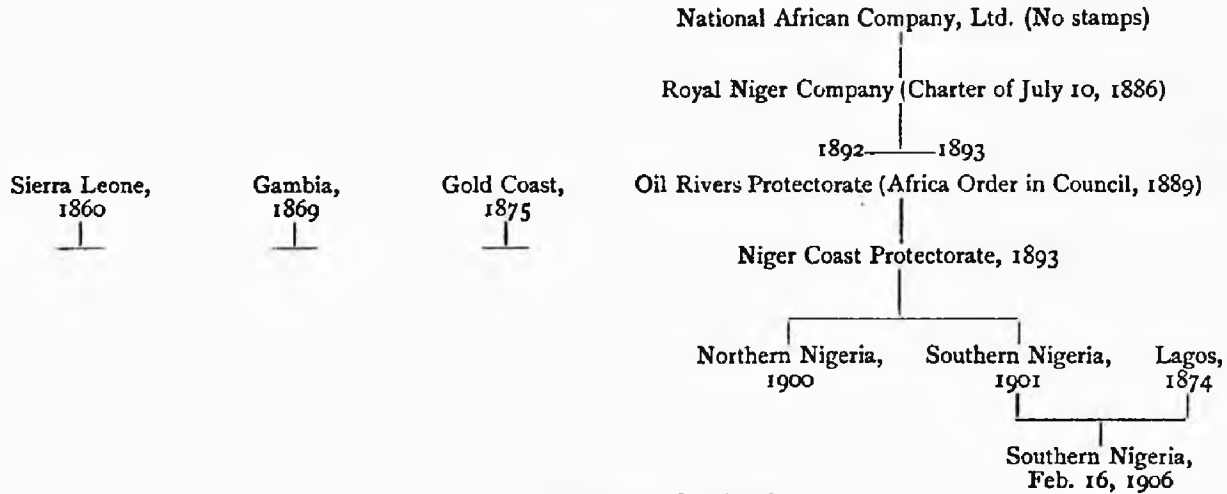 National African Company, Ltd. (No stamps)
Royal Niger Company (Charter of July 10, 1886)
1892 1893
Sierra Leone,
1860
Gambia,
1869
Gold Coast,
1875
Oil Rivers Protectorate (Africa Order in Council, 1889)
Niger Coast Protectorate, 1893
Northern Nigeria,
1900
Southern Nigeria,
1901
Lagos,
1874
Southern Nigeria,
Feb. 16, 1906